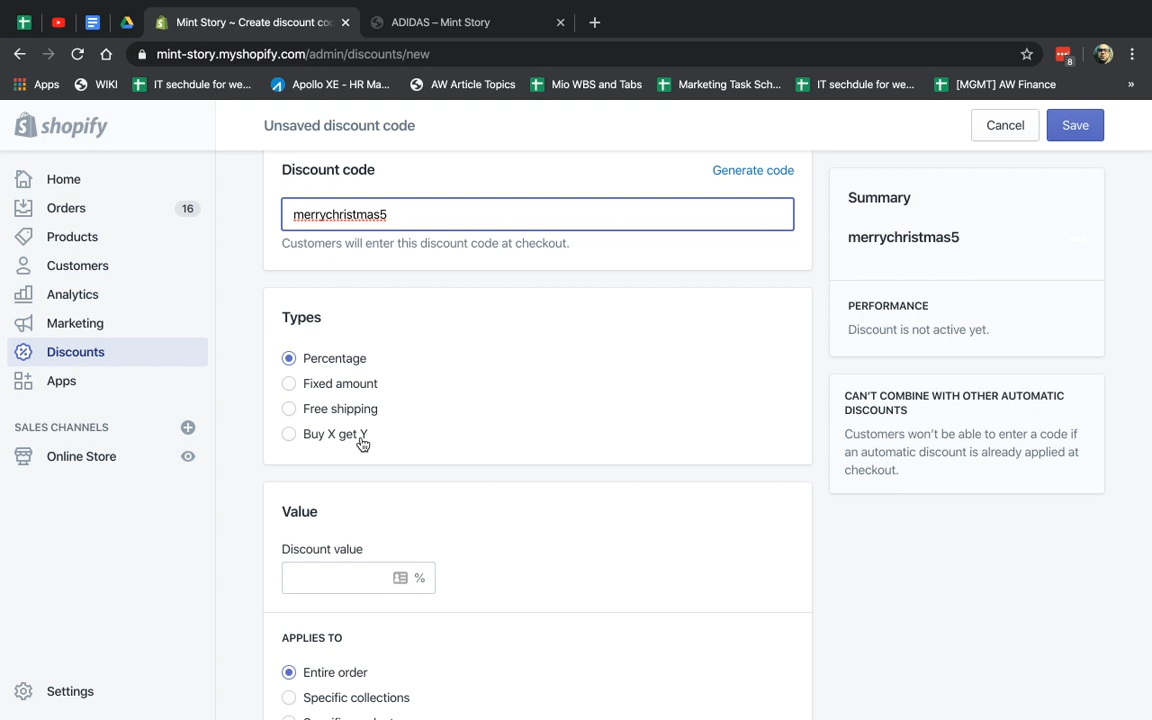 Mint Story ~ Create discount co
ADIDAS – Mint Story
mint-story.myshopify.com/admin/discounts/new
8
Apps
WIKI
IT sechdule for we...
Apollo XE - HR Ma...
AW Article Topics
Mio WBS and Tabs
Marketing Task Sch...
IT sechdule for we...
[MGMT] AW Finance
»
shopify
Unsaved discount code
Cancel
Save
Home
Orders
16
Products
Customers
Analytics
Marketing
Discounts
Apps
SALES CHANNELS
Online Store
Settings
Discount code
Generate code
merrychristmas5
Customers will enter this discount code at checkout.
Types
Percentage
Fixed amount
Free shipping
Buy X get Y
Value
Discount value
%
APPLIES TO
Entire order
Specific collections
Summary
merrychristmas5
PERFORMANCE
Discount is not active yet.
CAN'T COMBINE WITH OTHER AUTOMATIC
DISCOUNTS
Customers won't be able to enter a code if
an automatic discount is already applied at
checkout.